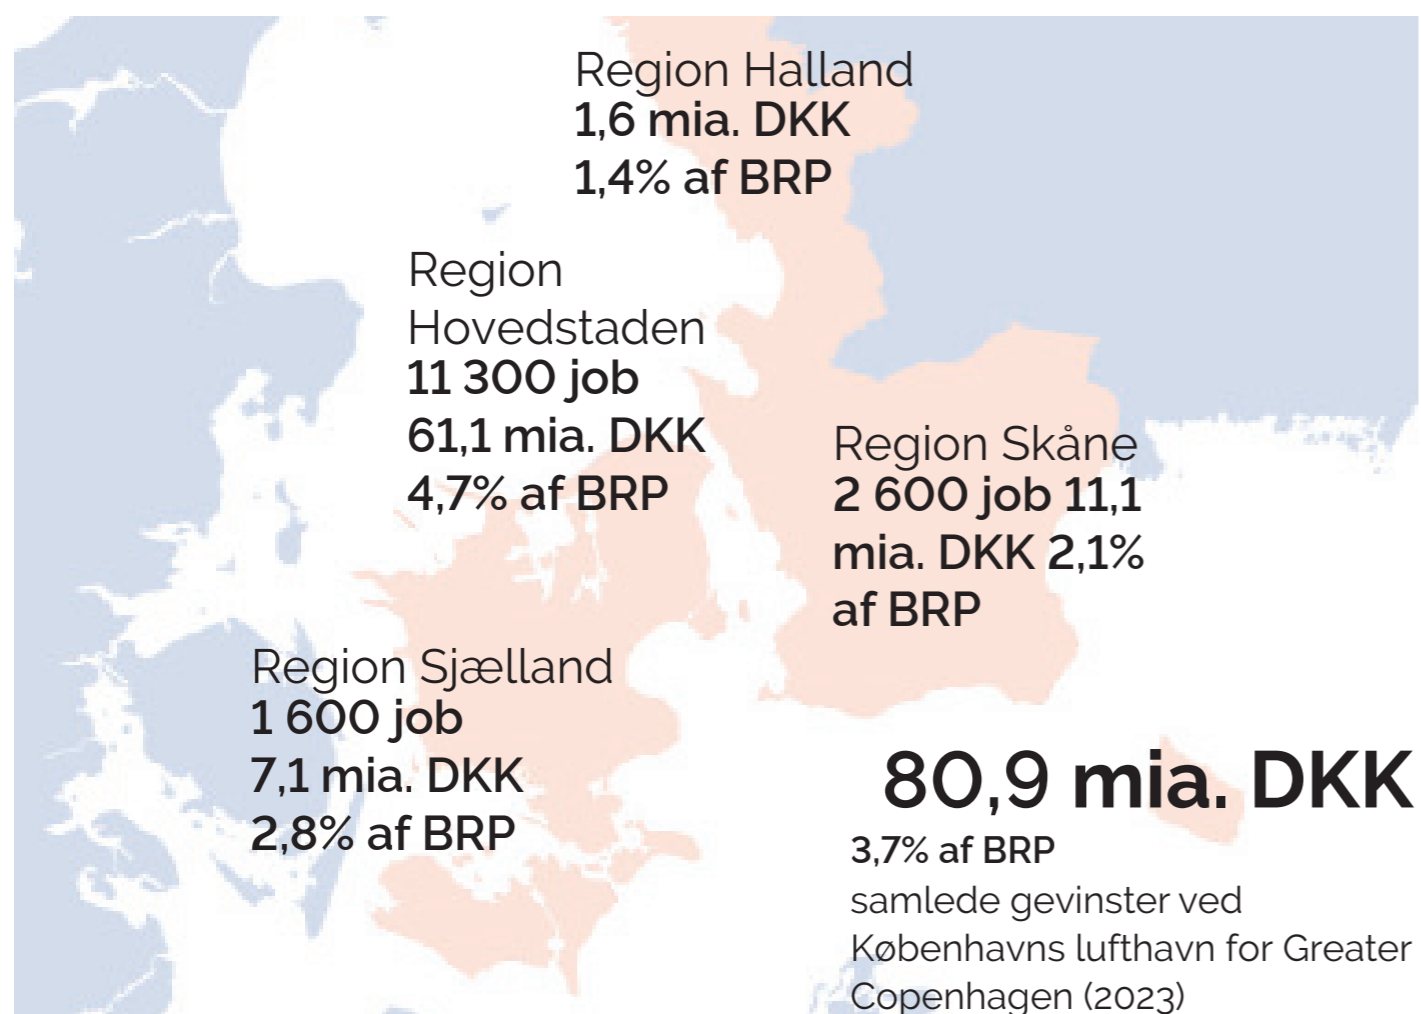 Region Halland
1,6 mia. DKK
1,4% af BRP
Region
Hovedstaden
11 300 job
61,1 mia. DKK
4,7% af BRP
Region Skåne
2 600 job 11,1
mia. DKK 2,1%
af BRP
Region Sjælland
1 600 job
7,1 mia. DKK
2,8% af BRP
80,9 mia. DKK
3,7% af BRP
samlede gevinster ved
Københavns lufthavn for Greater
Copenhagen (2023)